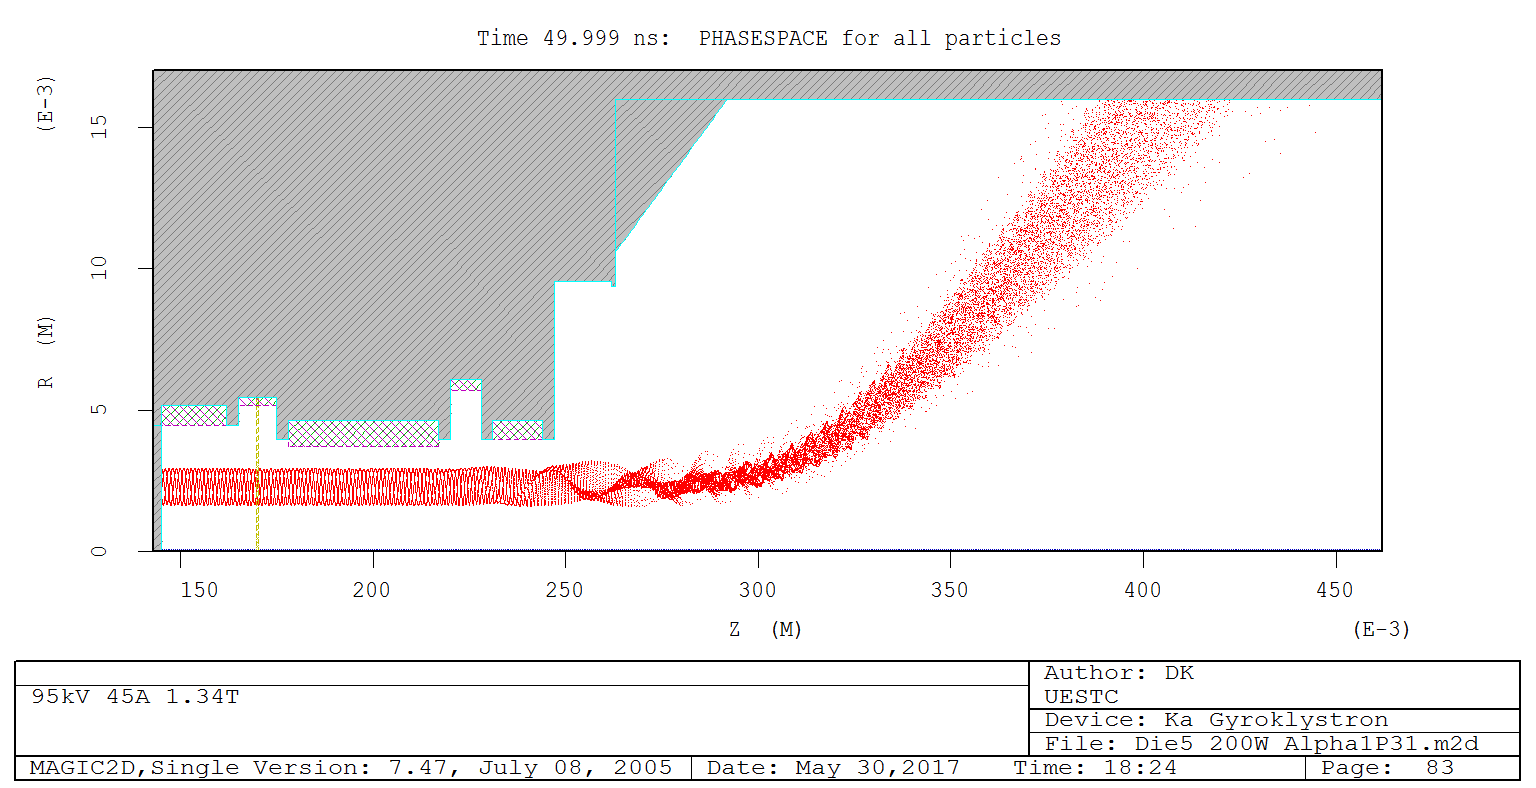 Time 49.999 ns:  PHASESPACE for all particles
(E-3)
15
10
R (M)
5
0
150 200 250 300 350 400 450
Z (M) (E-3)
Author: DK
95kV 45A 1.34T
UESTC
Device: Ka Gyroklystron
File: Die5 200W Alpha1P31.m2d
MAGIC2D,Single Version: 7.47, July 08, 2005
Date: May 30,2017 Time: 18:24
Page: 83